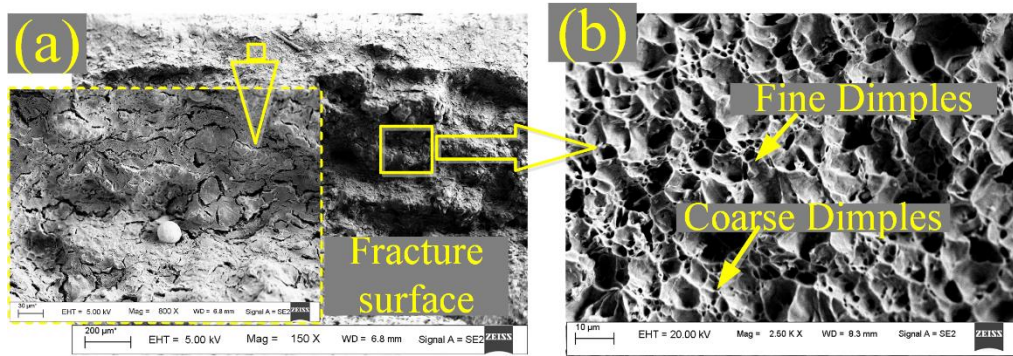 (a)
Fracture
surface
30 µm*
EHT = 5.00 kV Mag = 800 X WD = 6.8 mm Signal A = SE2 ZEISS
200 µm*
EHT = 5.00 kV Mag = 150 X WD = 6.8 mm Signal A = SE2 ZEISS
(b)
Fine Dimples
Coarse Dimples
10 µm
EHT = 20.00 kV Mag = 2.50 K X WD = 8.3 mm Signal A = SE2 ZEISS